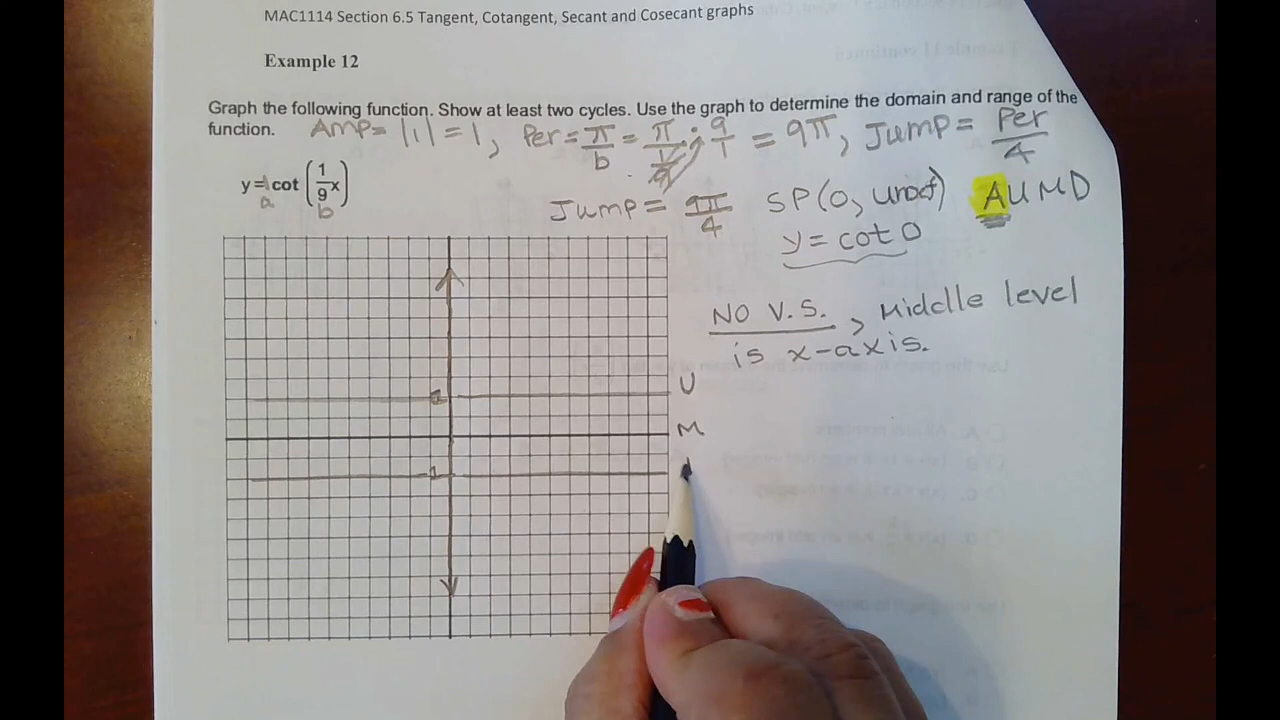 MAC1114 Section 6.5 Tangent, Cotangent, Secant and Cosecant graphs
Example 12
Graph the following function. Show at least two cycles. Use the graph to determine the domain and range of the
function. Amp = |1| = 1, Per = π/b = π/(1/9) · 9/1 = 9π, Jump = Per/4
y = 1 cot (1/9 x)
a b
Jump = 9π/4 SP(0, undf) AUMD
y = cot 0
NO V.S., Middle level
is x-axis.
U
M
-1